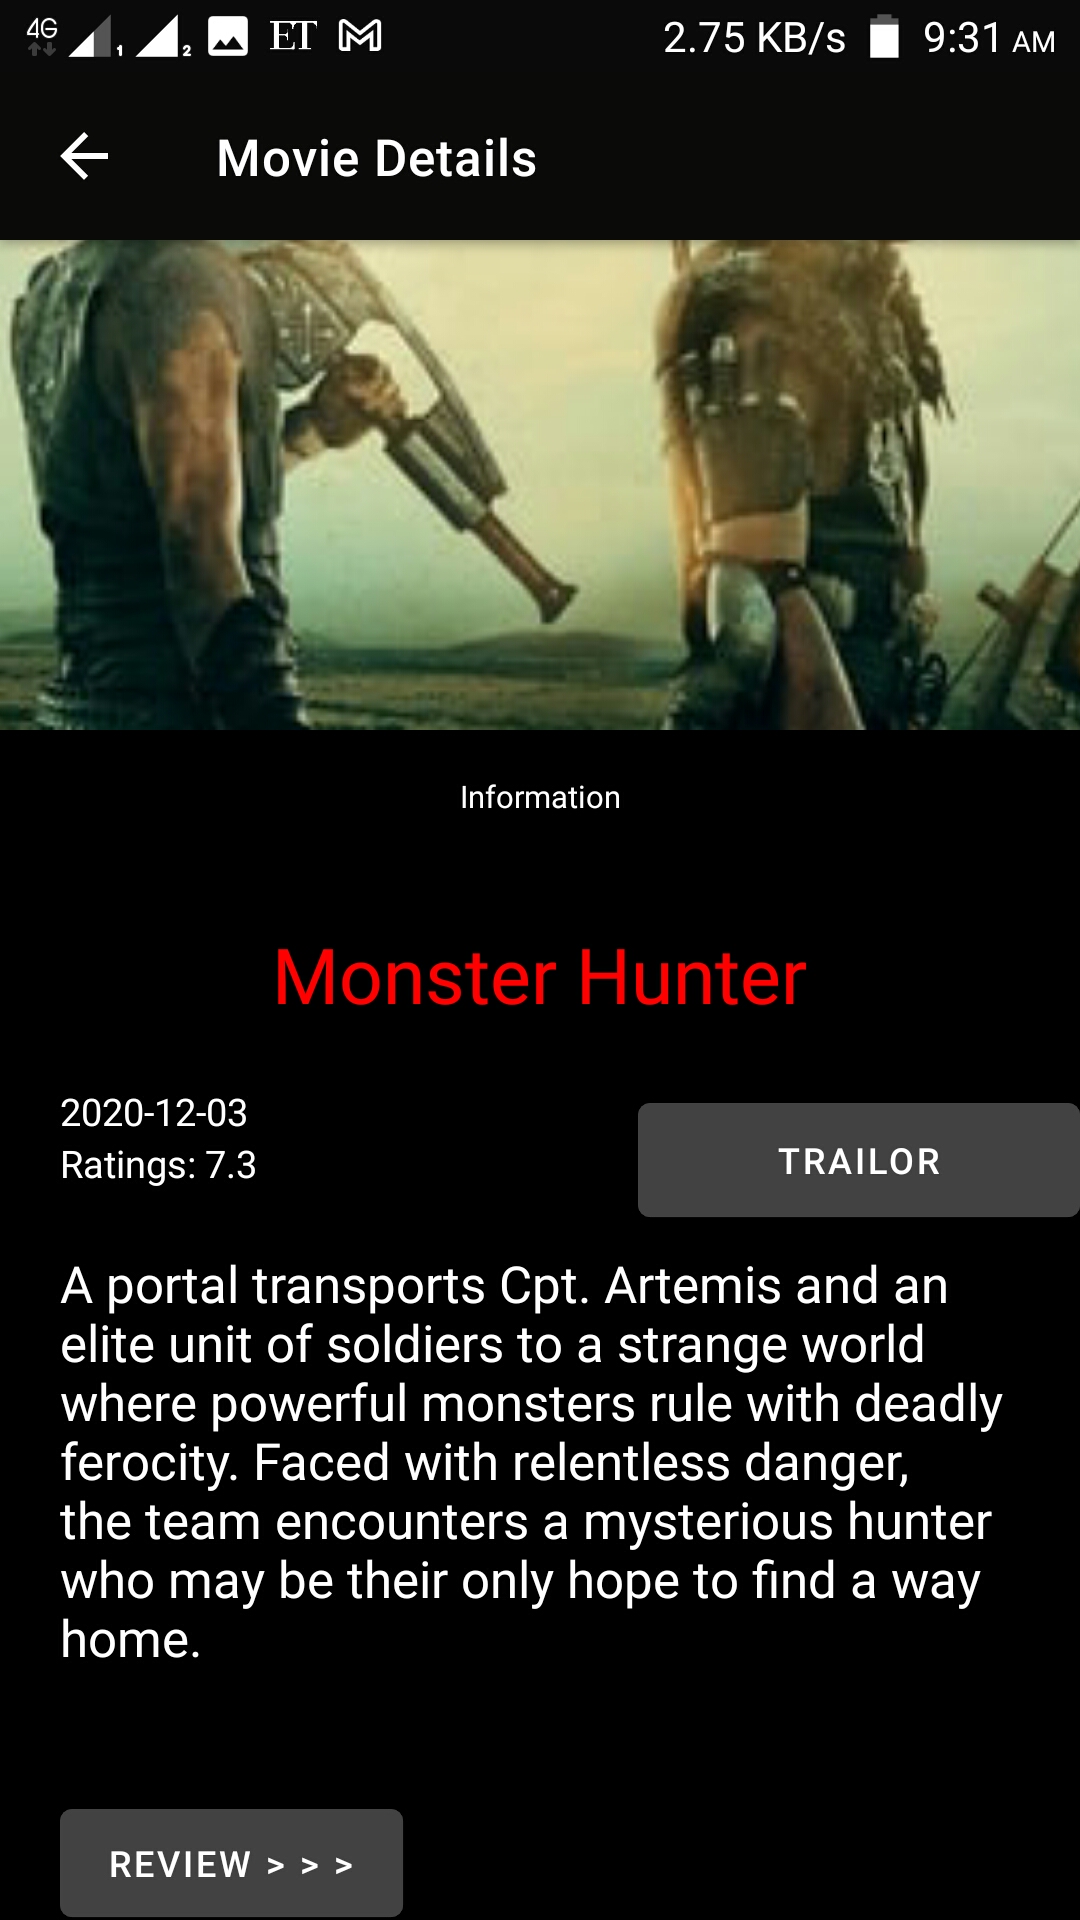 4G 1 2 ET M 2.75 KB/s 9:31 AM
Movie Details
Information
Monster Hunter
2020-12-03
Ratings: 7.3
TRAILOR
A portal transports Cpt. Artemis and an
elite unit of soldiers to a strange world
where powerful monsters rule with deadly
ferocity. Faced with relentless danger,
the team encounters a mysterious hunter
who may be their only hope to find a way
home.
REVIEW > > >